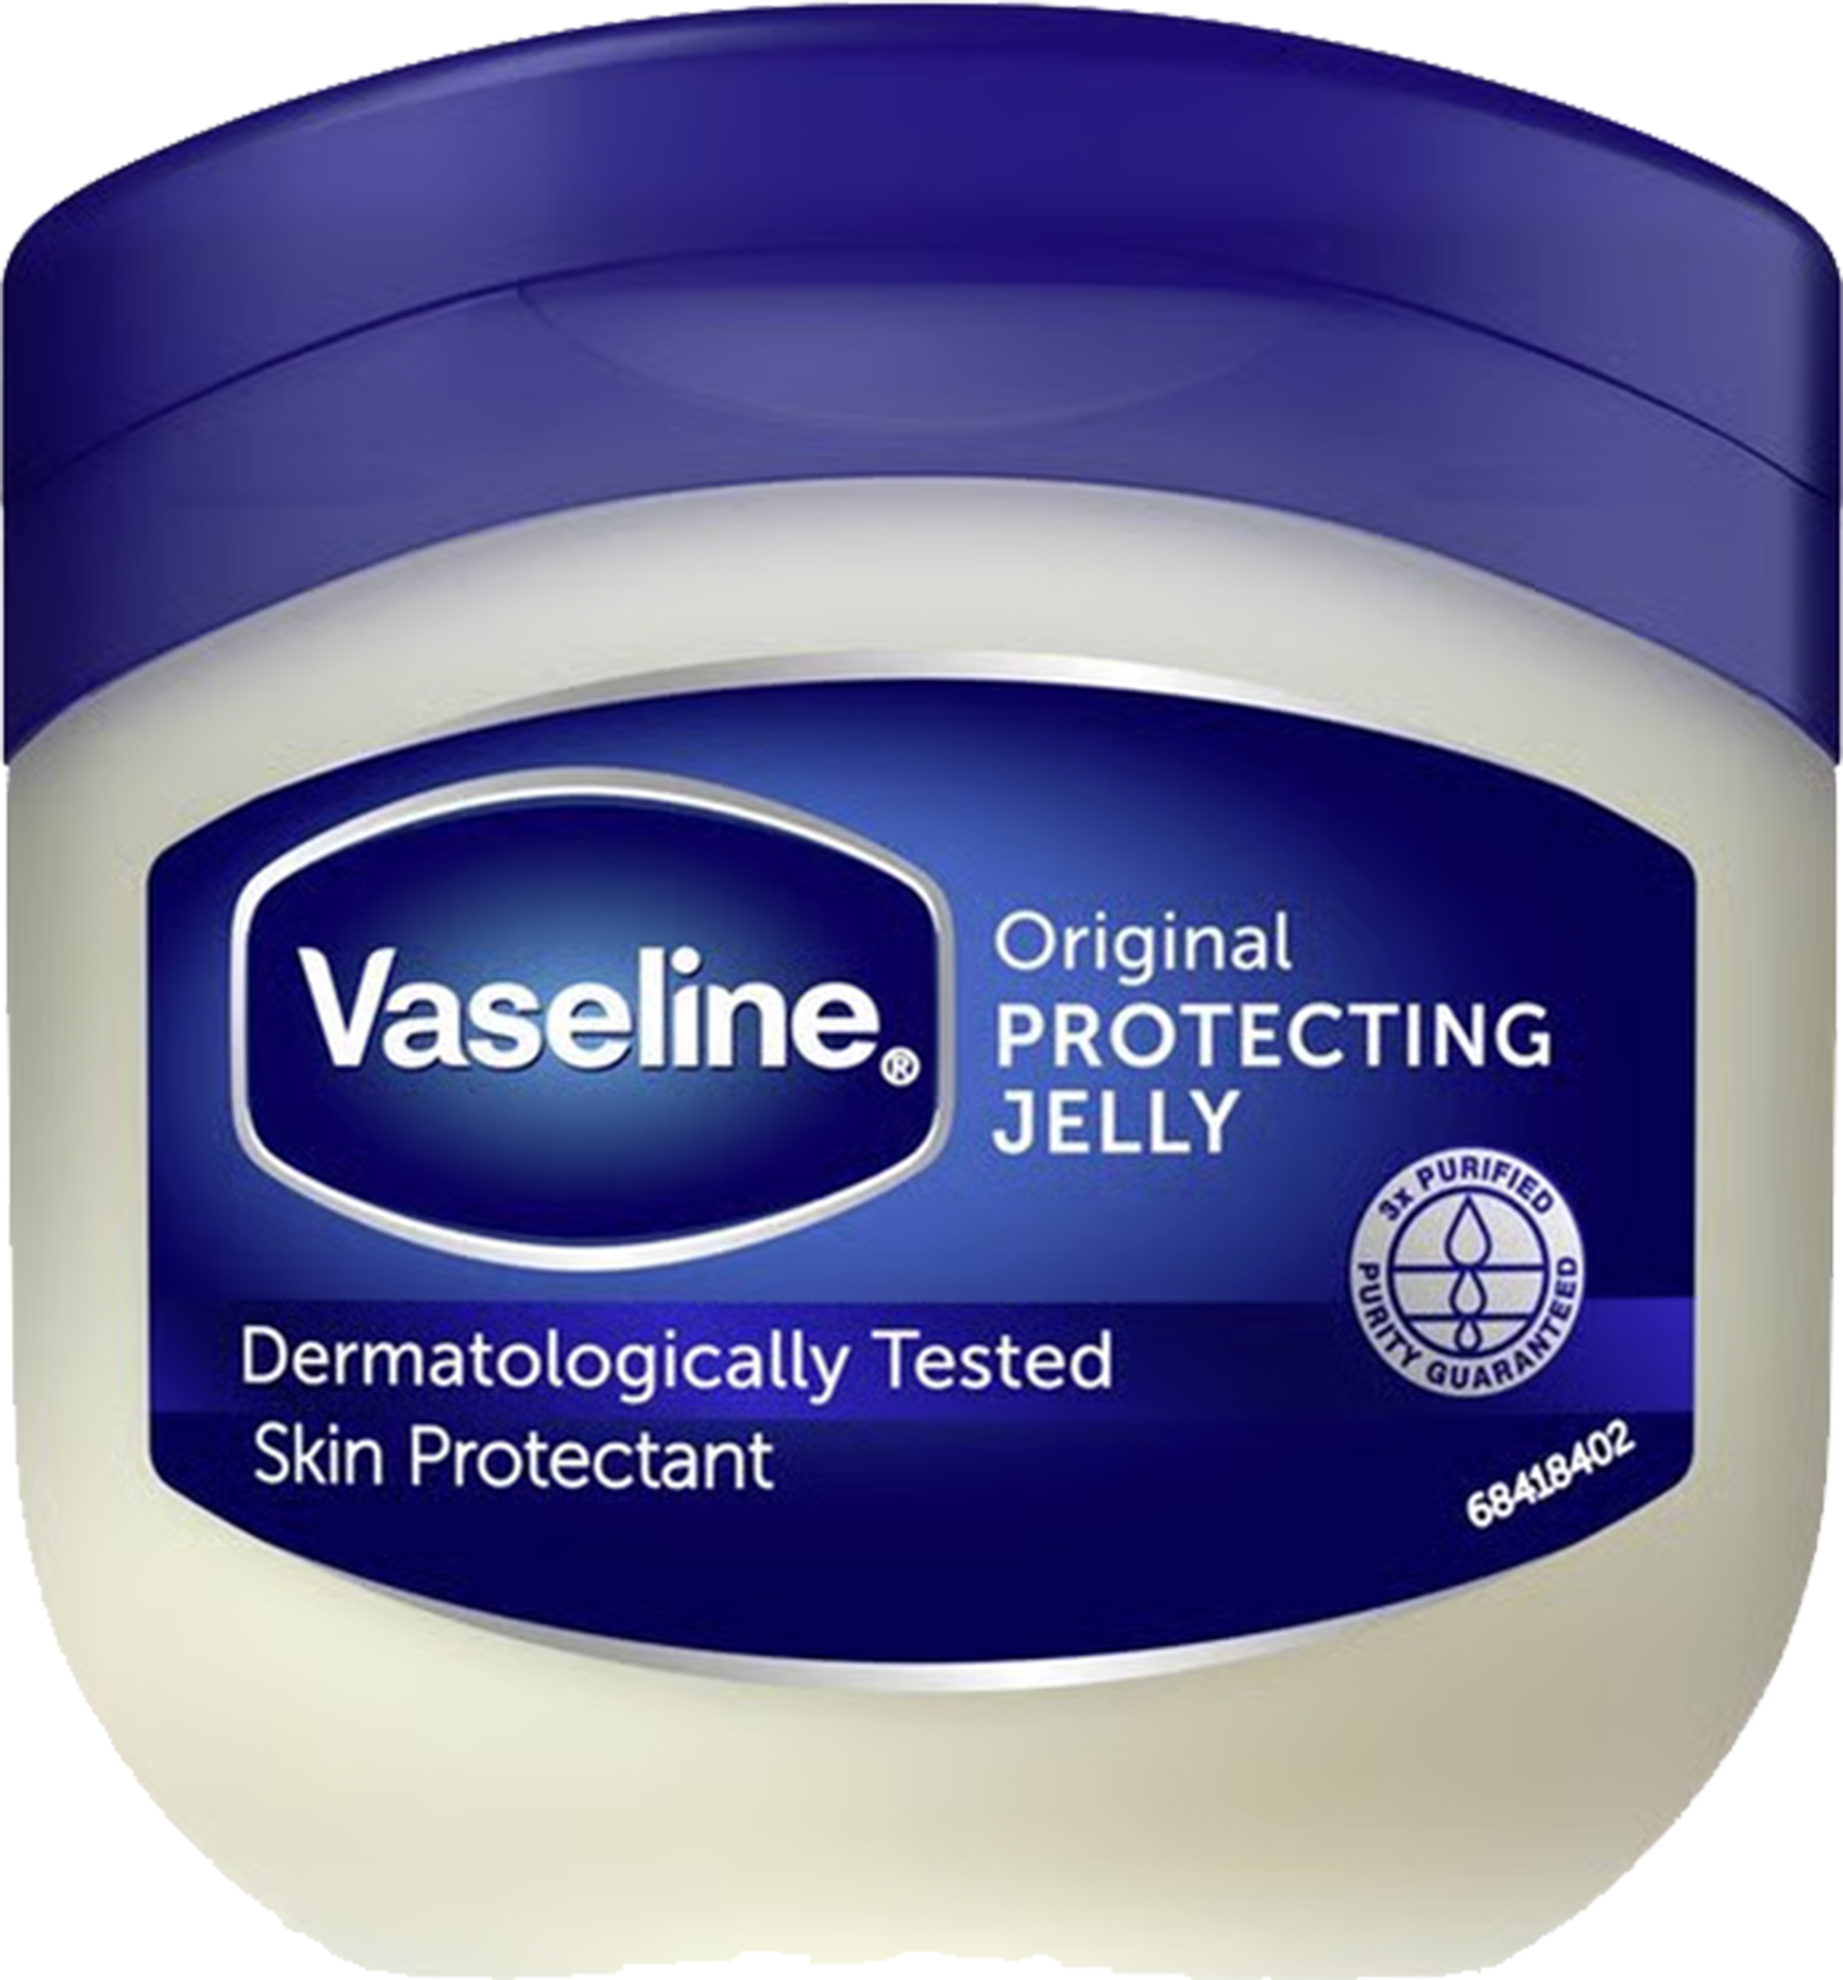 Vaseline®
Original
PROTECTING
JELLY
3x PURIFIED
PURITY GUARANTEED
Dermatologically Tested
Skin Protectant
68418402